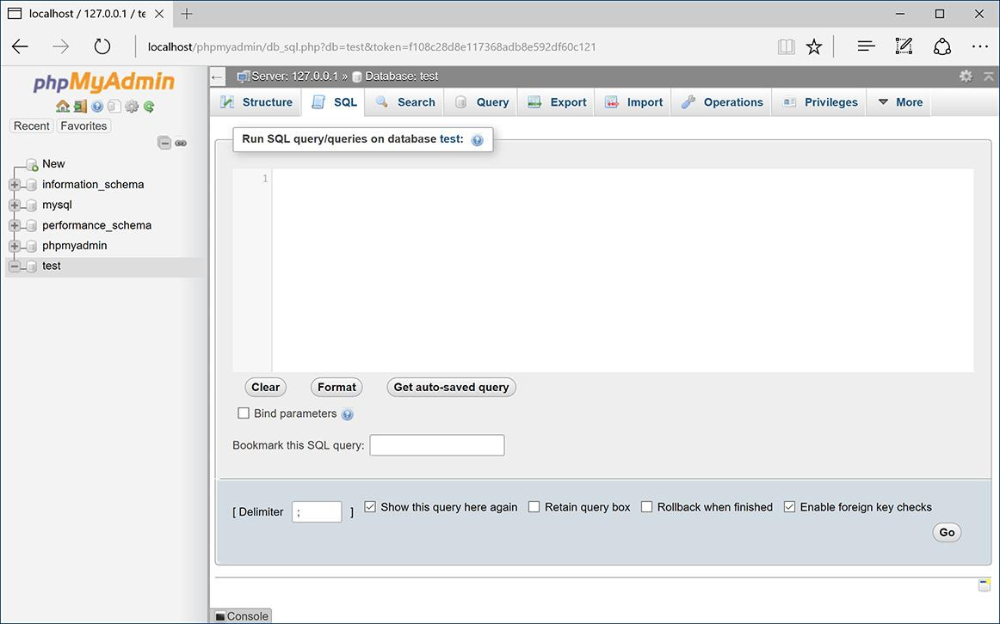 localhost / 127.0.0.1 / te
localhost/phpmyadmin/db_sql.php?db=test&token=f108c28d8e117368adb8e592df60c121
phpMyAdmin
Recent Favorites
New
information_schema
mysql
performance_schema
phpmyadmin
test
Server: 127.0.0.1 » Database: test
Structure SQL Search Query Export Import Operations Privileges More
Run SQL query/queries on database test:
1
Clear Format Get auto-saved query
Bind parameters
Bookmark this SQL query:
[ Delimiter ; ] Show this query here again Retain query box Rollback when finished Enable foreign key checks
Go
Console